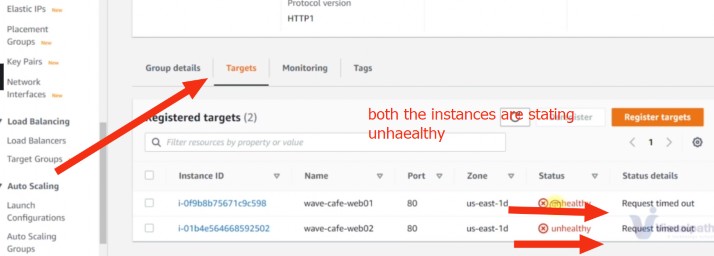 Elastic IPs New
Protocol version
HTTP1
Placement
Groups New
Key Pairs New
Network
Interfaces New
Load Balancing
Load Balancers
Target Groups
Auto Scaling
Launch
Configurations
Auto Scaling
Groups
Group details Targets Monitoring Tags
both the instances are stating
unhaealthy
Registered targets (2)
Register targets
Filter resources by property or value
1
Instance ID Name Port Zone Status Status details
i-0f9b8b75671c9c598 wave-cafe-web01 80 us-east-1d unhealthy Request timed out
i-01b4e564668592502 wave-cafe-web02 80 us-east-1d unhealthy Request timed out